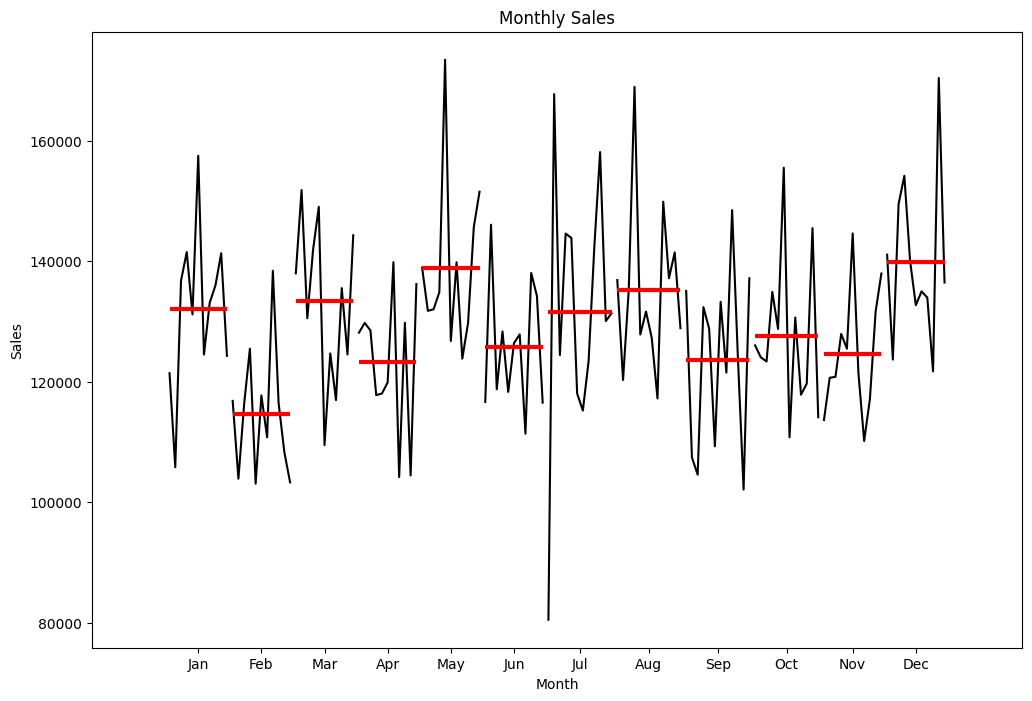 Monthly Sales
Sales
160000
140000
120000
100000
80000
Jan Feb Mar Apr May Jun Jul Aug Sep Oct Nov Dec
Month